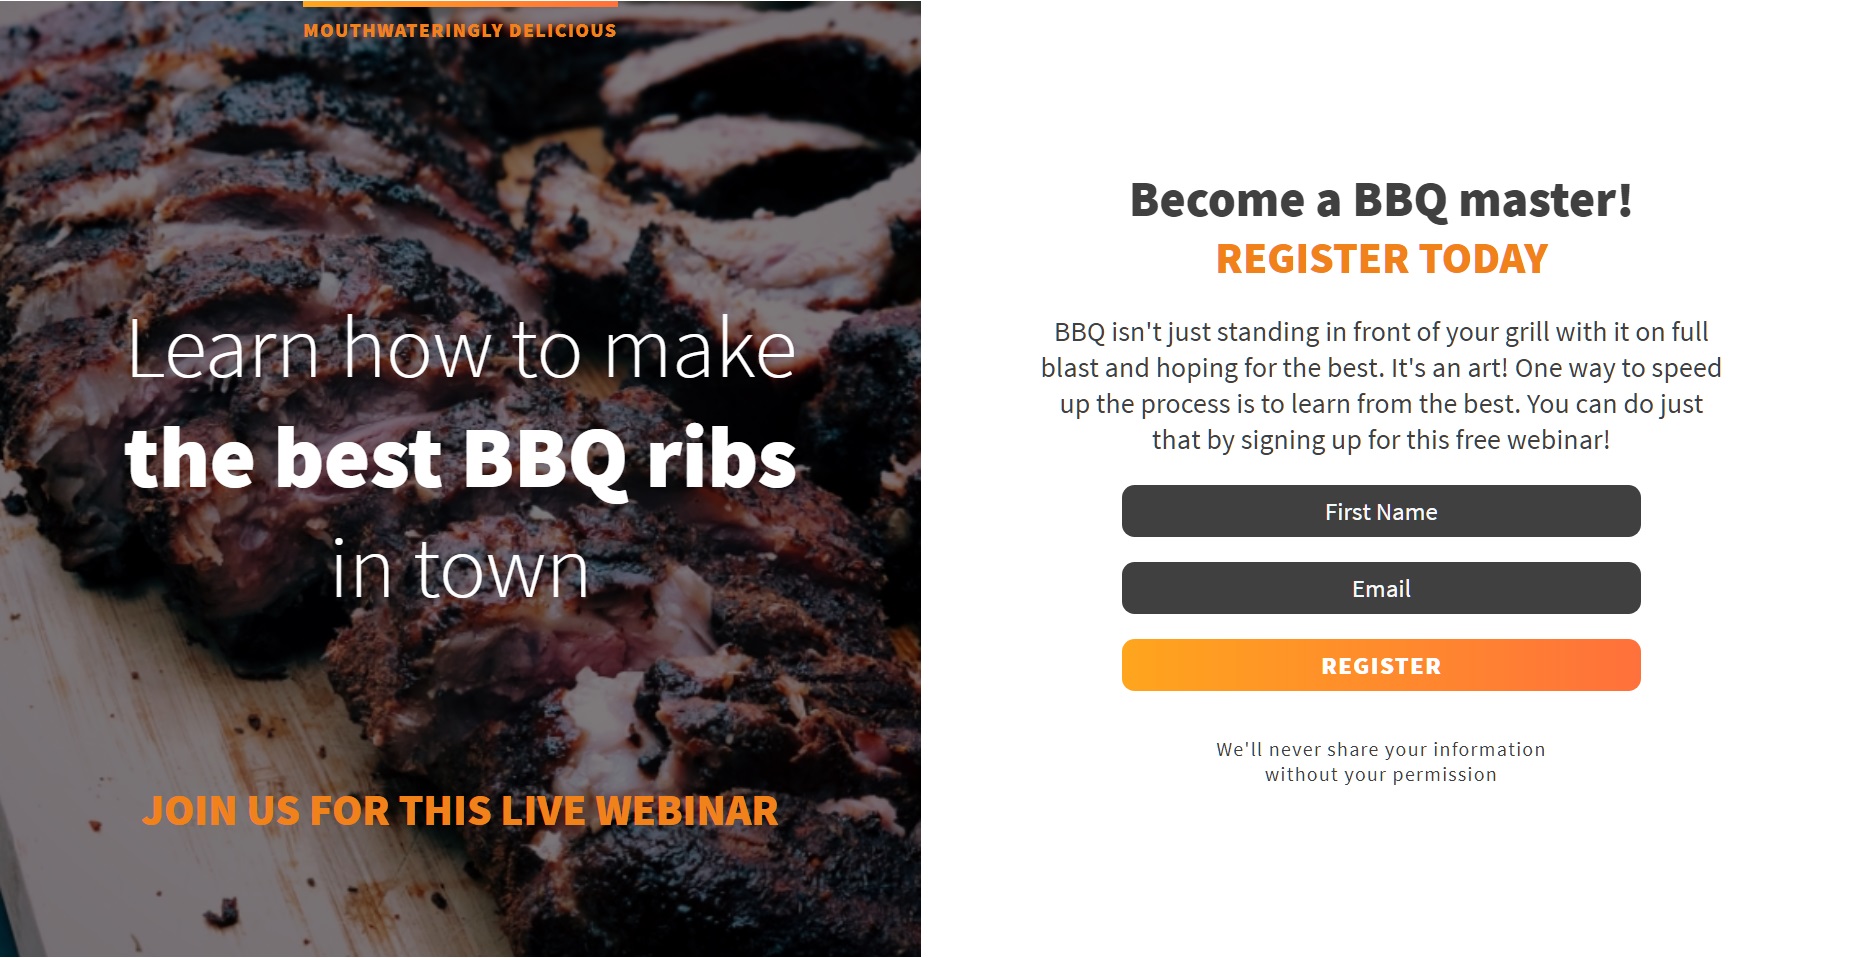 MOUTHWATERINGLY DELICIOUS
Learn how to make
the best BBQ ribs
in town
JOIN US FOR THIS LIVE WEBINAR
Become a BBQ master!
REGISTER TODAY
BBQ isn't just standing in front of your grill with it on full
blast and hoping for the best. It's an art! One way to speed
up the process is to learn from the best. You can do just
that by signing up for this free webinar!
First Name
Email
REGISTER
We'll never share your information
without your permission